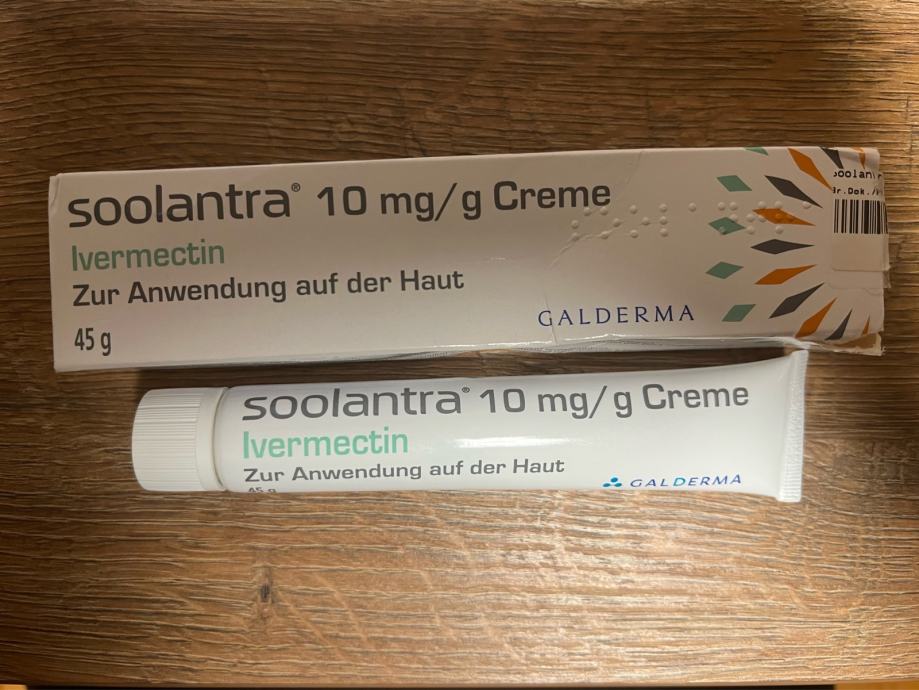 soolantra® 10 mg/g Creme
Ivermectin
Zur Anwendung auf der Haut
45 g
GALDERMA
soolantra® 10 mg/g Creme
Ivermectin
Zur Anwendung auf der Haut
45 g
GALDERMA